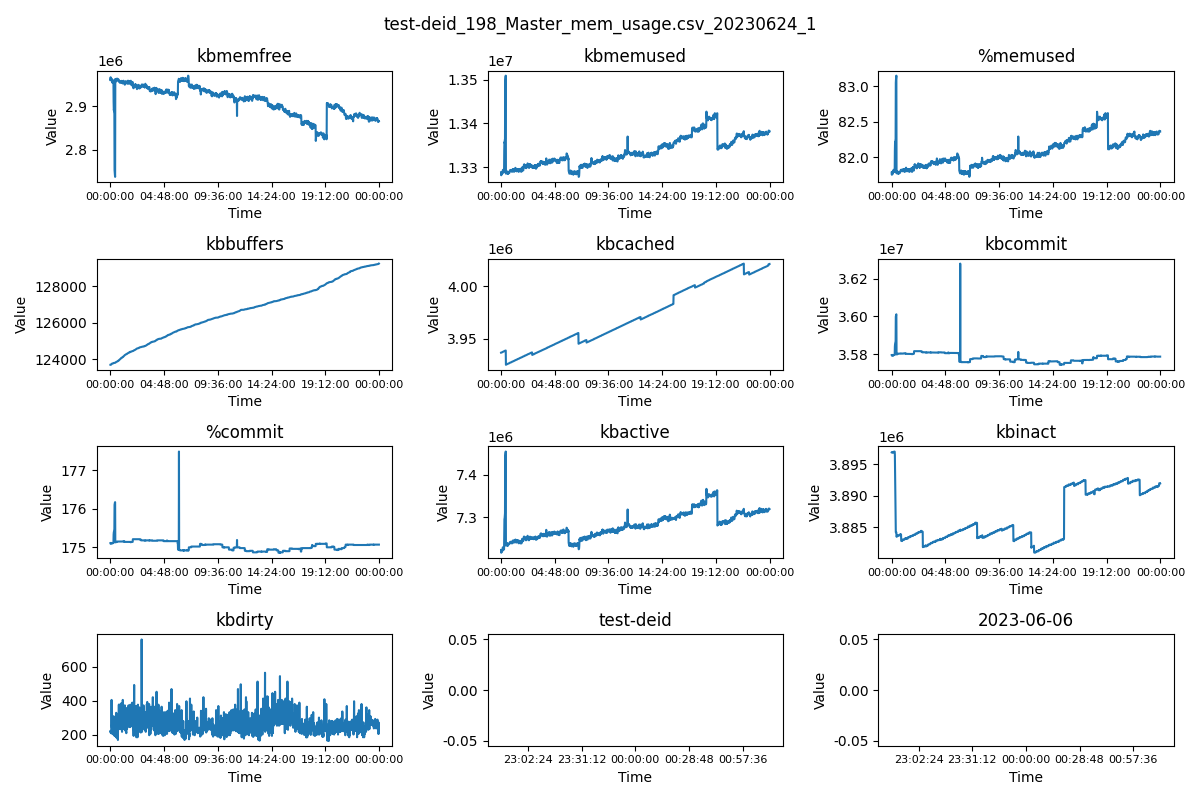 test-deid_198_Master_mem_usage.csv_20230624_1
kbmemfree
1e6
2.9
2.8
Value
00:00:00 04:48:00 09:36:00 14:24:00 19:12:00 00:00:00
Time
kbmemused
1e7
1.35
1.34
1.33
Value
00:00:00 04:48:00 09:36:00 14:24:00 19:12:00 00:00:00
Time
%memused
83.0
82.5
82.0
Value
00:00:00 04:48:00 09:36:00 14:24:00 19:12:00 00:00:00
Time
kbbuffers
128000
126000
124000
Value
00:00:00 04:48:00 09:36:00 14:24:00 19:12:00 00:00:00
Time
kbcached
1e6
4.00
3.95
Value
00:00:00 04:48:00 09:36:00 14:24:00 19:12:00 00:00:00
Time
kbcommit
1e7
3.62
3.60
3.58
Value
00:00:00 04:48:00 09:36:00 14:24:00 19:12:00 00:00:00
Time
%commit
177
176
175
Value
00:00:00 04:48:00 09:36:00 14:24:00 19:12:00 00:00:00
Time
kbactive
1e6
7.4
7.3
Value
00:00:00 04:48:00 09:36:00 14:24:00 19:12:00 00:00:00
Time
kbinact
1e6
3.895
3.890
3.885
Value
00:00:00 04:48:00 09:36:00 14:24:00 19:12:00 00:00:00
Time
kbdirty
600
400
200
Value
00:00:00 04:48:00 09:36:00 14:24:00 19:12:00 00:00:00
Time
test-deid
0.05
0.00
-0.05
Value
23:02:24 23:31:12 00:00:00 00:28:48 00:57:36
Time
2023-06-06
0.05
0.00
-0.05
Value
23:02:24 23:31:12 00:00:00 00:28:48 00:57:36
Time